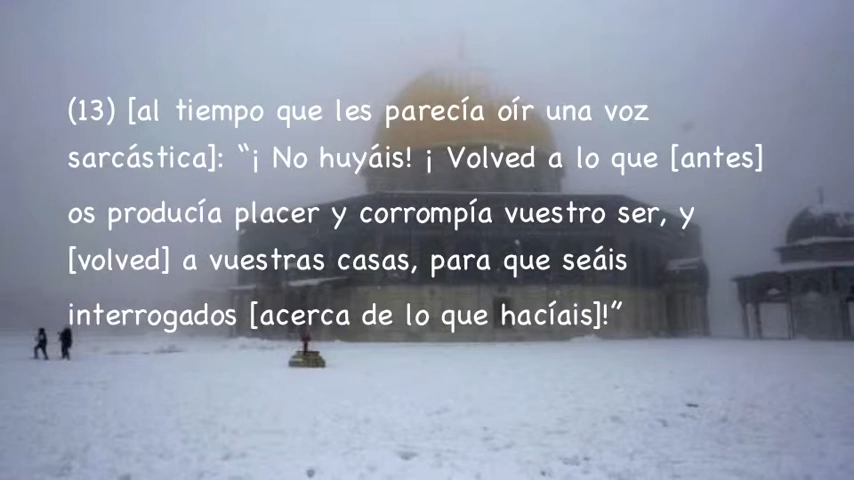 (13) [al tiempo que les parecía oír una voz
sarcástica]: “¡ No huyáis! ¡ Volved a lo que [antes]
os producía placer y corrompía vuestro ser, y
[volved] a vuestras casas, para que seáis
interrogados [acerca de lo que hacíais]!”